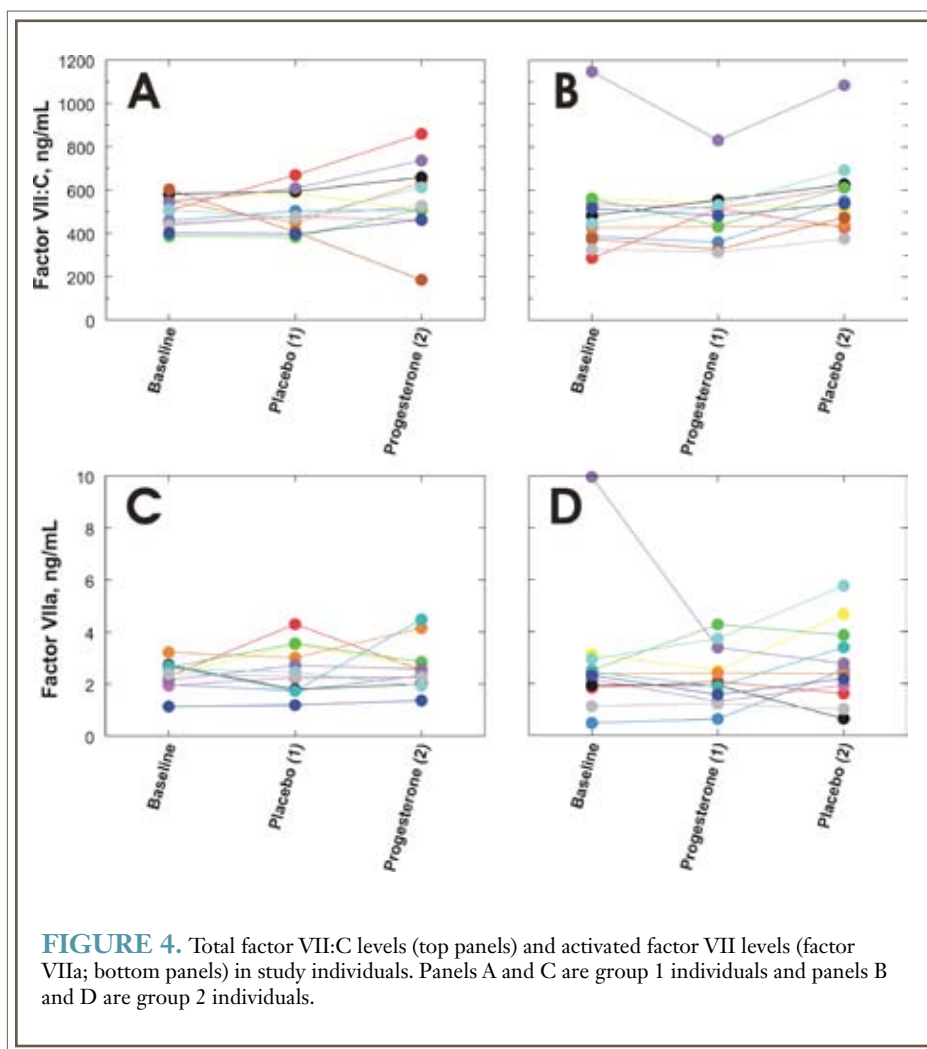 A
B
Factor VII:C, ng/mL
1200
1000
800
600
400
200
0
Baseline
Placebo (1)
Progesterone (2)
Baseline
Progesterone (1)
Placebo (2)
C
D
Factor VIIa, ng/mL
10
8
6
4
2
0
Baseline
Placebo (1)
Progesterone (2)
Baseline
Progesterone (1)
Placebo (2)
FIGURE 4. Total factor VII:C levels (top panels) and activated factor VII levels (factor
VIIa; bottom panels) in study individuals. Panels A and C are group 1 individuals and panels B
and D are group 2 individuals.